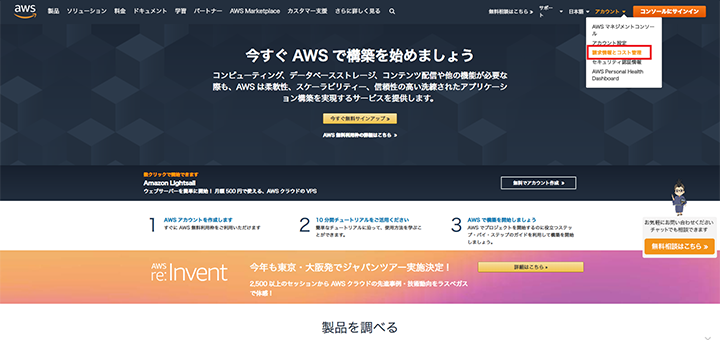 aws
製品 ソリューション 料金 ドキュメント 学習 パートナー AWS Marketplace カスタマー支援 さらに詳しく見る
無料相談はこちら » サポート 日本語 アカウント コンソールにサインイン
AWS マネジメントコンソール
アカウント設定
請求情報とコスト管理
セキュリティ認証情報
AWS Personal Health
Dashboard
今すぐ AWS で構築を始めましょう
コンピューティング、データベースストレージ、コンテンツ配信や他の機能が必要な
際も、AWS は柔軟性、スケーラビリティー、信頼性の高い洗練されたアプリケーシ
ョン構築を実現するサービスを提供します。
今すぐ無料サインアップ »
AWS 無料利用枠の詳細はこちら »
数クリックで開始できます
Amazon Lightsail
ウェブサーバーを簡単に開始！月額 500 円で使える、AWS クラウドの VPS
無料でアカウント作成 »
1 AWS アカウントを作成します
すぐに AWS 無料利用枠をご利用いただけます
2 10 分間チュートリアルをご活用ください
簡単なチュートリアルに沿って、使用方法を学ぶこ
とができます。
3 AWS で構築を開始しましょう
AWS でプロジェクトを開始するのに役立つステッ
プ・バイ・ステップのガイドを利用して構築を開始
しましょう。
お気軽にお問い合わせください
チャットでも相談できます
無料相談はこちら »
AWS
re:Invent
今年も東京・大阪発でジャパンツアー実施決定！
2,500 以上のセッションから AWS クラウドの先進事例・技術動向をラスベガス
で体感！
詳細はこちら »
製品を調べる